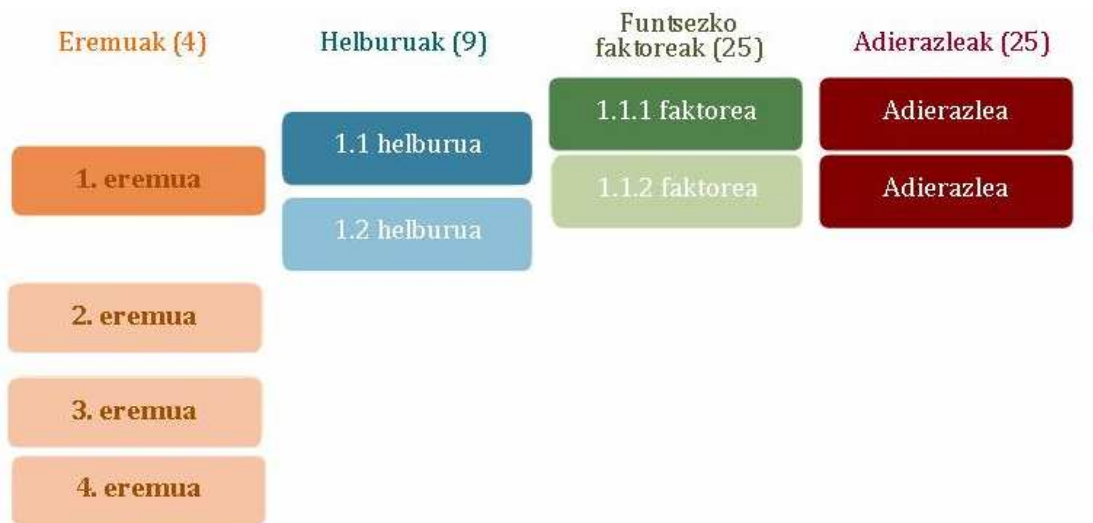 Eremuak (4)
Helburuak (9)
Funtsezko
faktoreak (25)
Adierazleak (25)
1. eremua
1.1 helburua
1.2 helburua
1.1.1 faktorea
1.1.2 faktorea
Adierazlea
Adierazlea
2. eremua
3. eremua
4. eremua